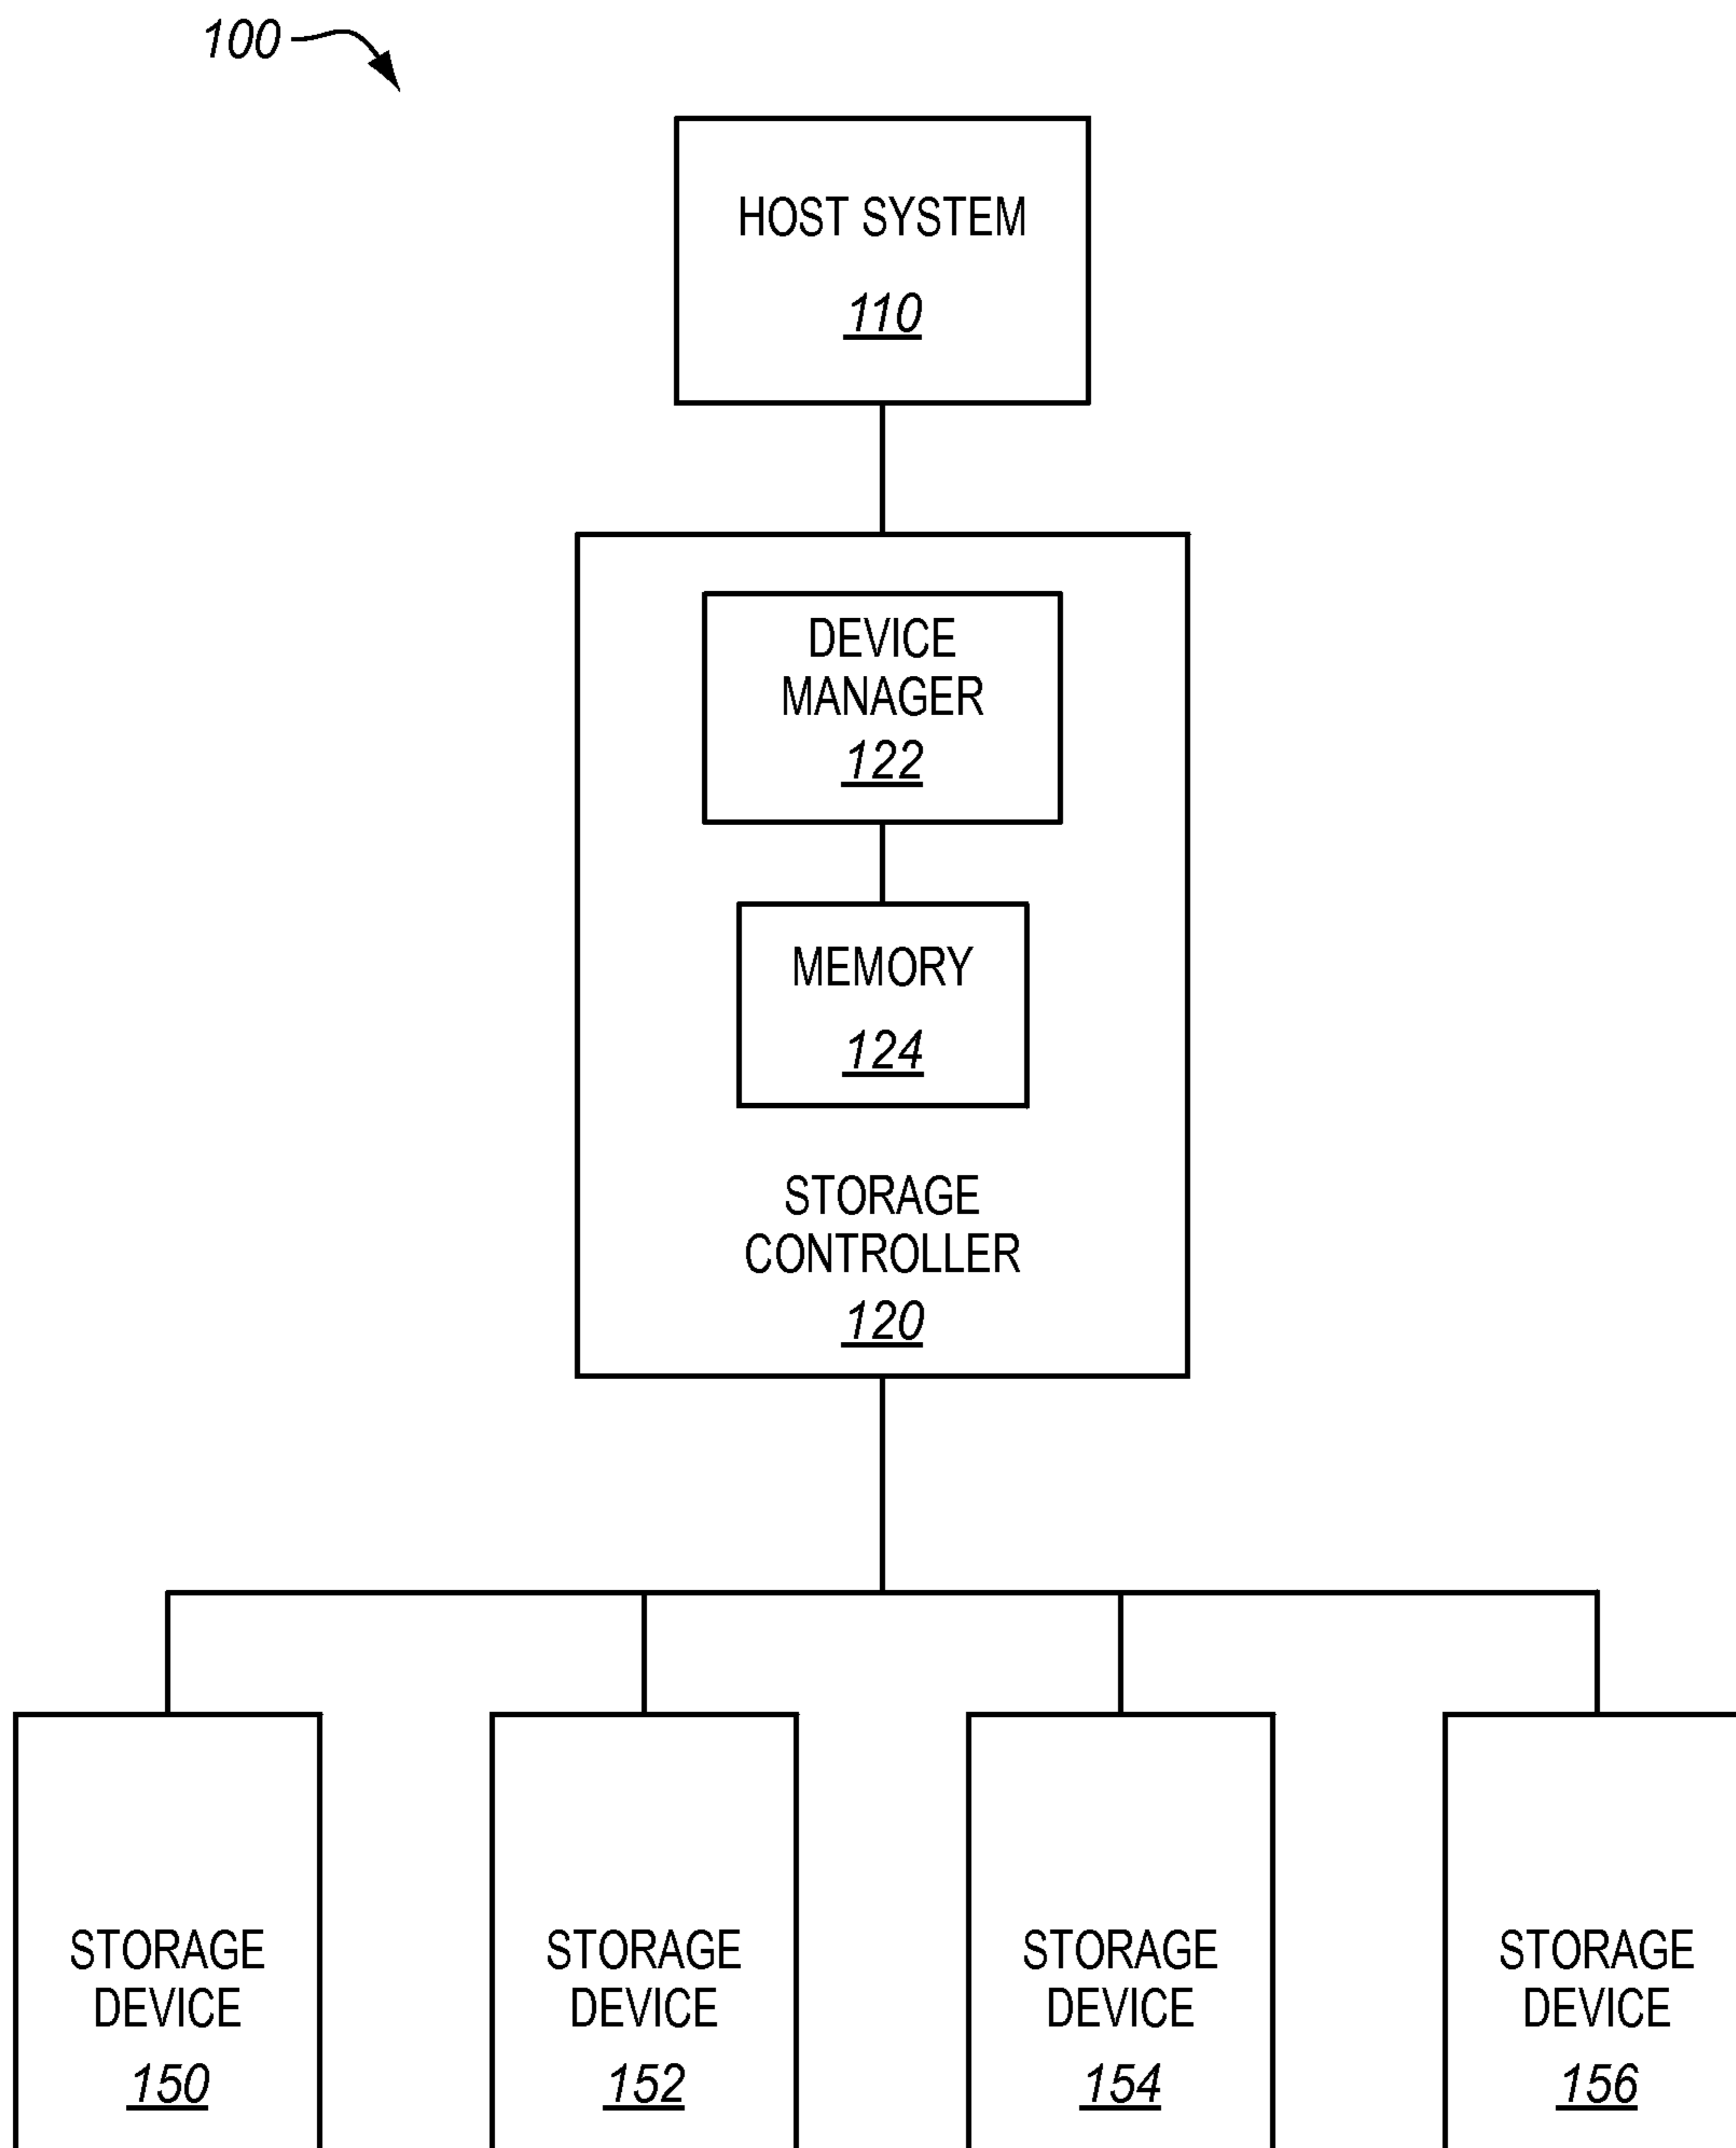 100
HOST SYSTEM
110
DEVICE
MANAGER
122
MEMORY
124
STORAGE
CONTROLLER
120
STORAGE
DEVICE
150
STORAGE
DEVICE
152
STORAGE
DEVICE
154
STORAGE
DEVICE
156